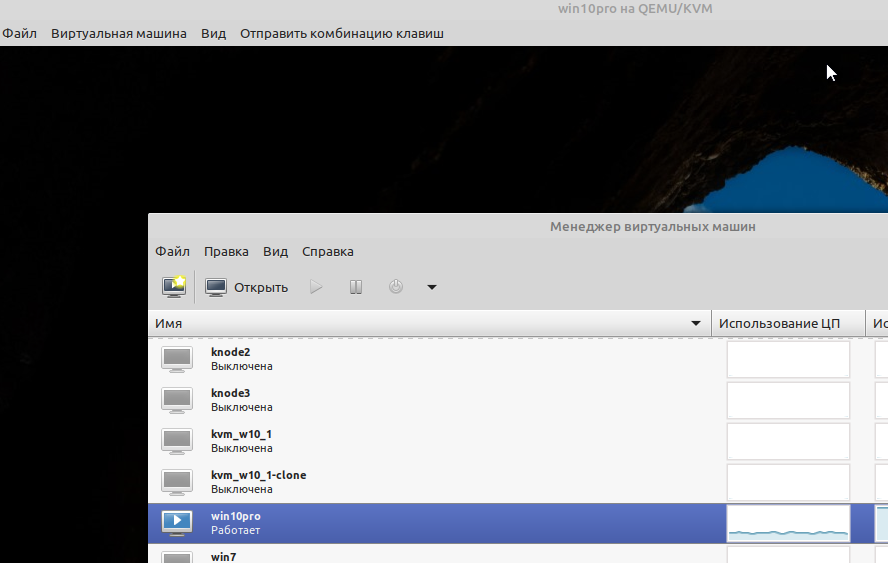 win10pro на QEMU/KVM
Файл Виртуальная машина Вид Отправить комбинацию клавиш
Менеджер виртуальных машин
Файл Правка Вид Справка
Открыть
Имя Использование ЦП Ис
knode2
Выключена
knode3
Выключена
kvm_w10_1
Выключена
kvm_w10_1-clone
Выключена
win10pro
Работает
win7